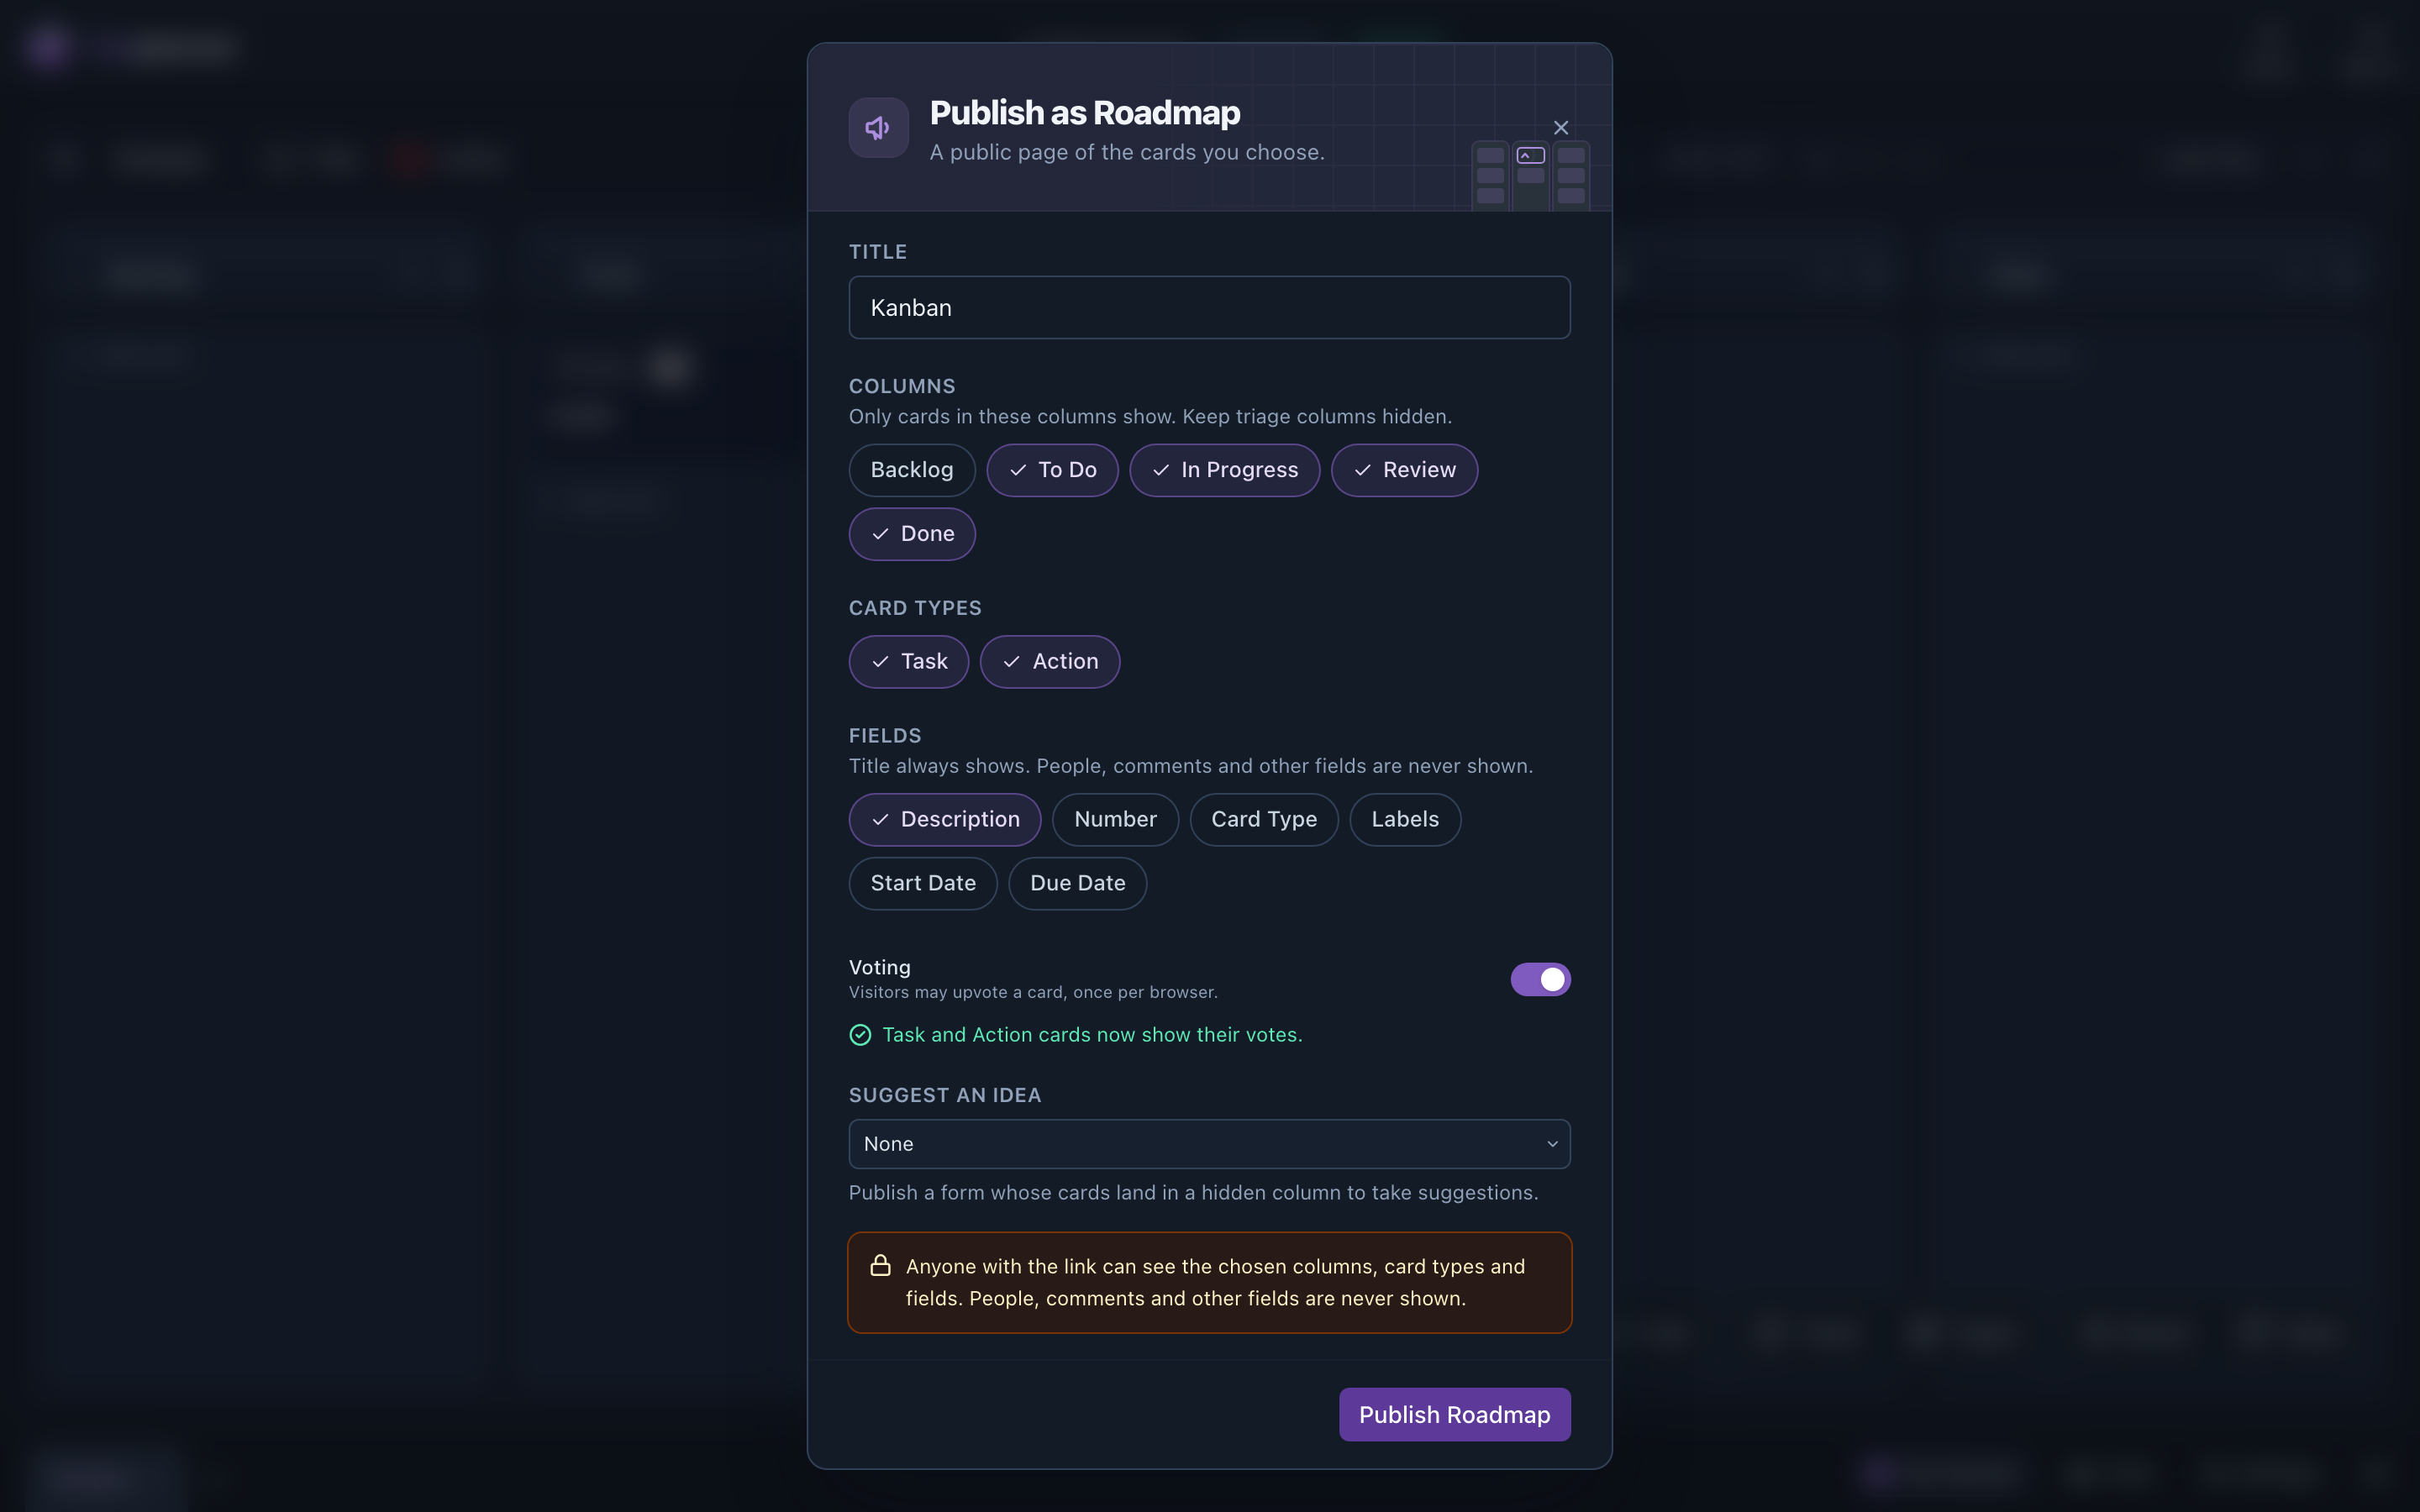 Publish as Roadmap
A public page of the cards you choose.
TITLE
Kanban
COLUMNS
Only cards in these columns show. Keep triage columns hidden.
Backlog To Do In Progress Review
Done
CARD TYPES
Task Action
FIELDS
Title always shows. People, comments and other fields are never shown.
Description Number Card Type Labels
Start Date Due Date
Voting
Visitors may upvote a card, once per browser.
Task and Action cards now show their votes.
SUGGEST AN IDEA
None
Publish a form whose cards land in a hidden column to take suggestions.
Anyone with the link can see the chosen columns, card types and
fields. People, comments and other fields are never shown.
Publish Roadmap